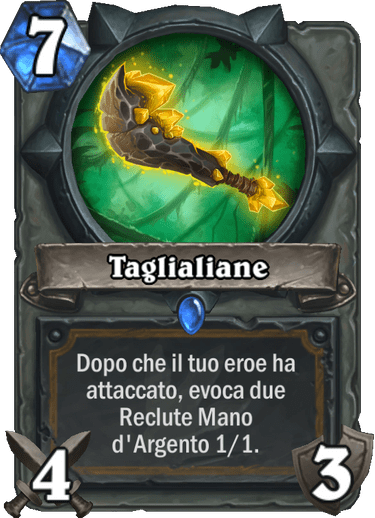 7
Taglialiane
Dopo che il tuo eroe ha
attaccato, evoca due
Reclute Mano
d'Argento 1/1.
4
3